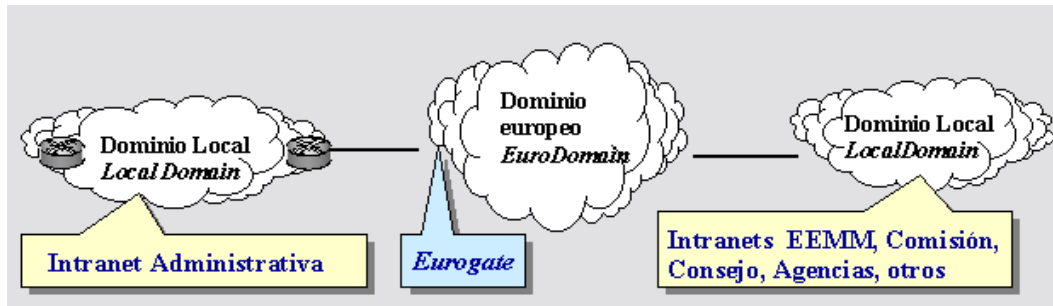 Dominio Local
Local Domain
Dominio
europeo
EuroDomain
Dominio Local
LocalDomain
Intranet Administrativa
Eurogate
Intranets EEMM, Comisión,
Consejo, Agencias, otros